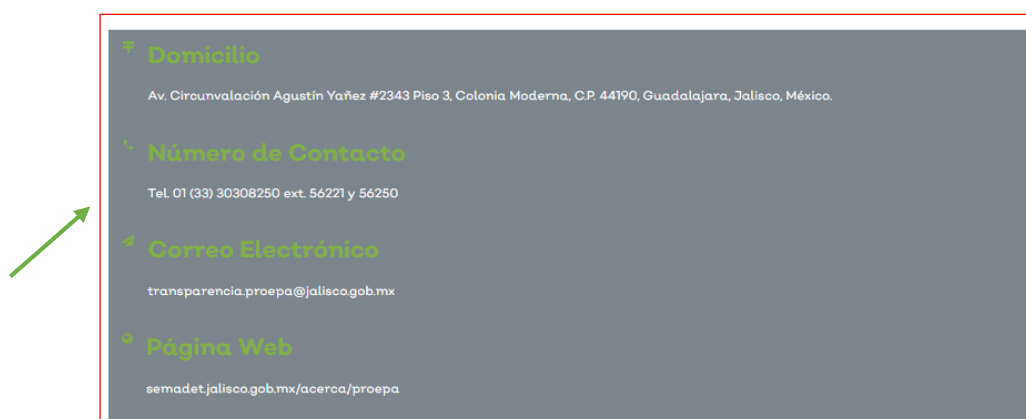 Domicilio
Av. Circunvalación Agustín Yañez #2343 Piso 3, Colonia Moderna, C.P. 44190, Guadalajara, Jalisco, México.
Número de Contacto
Tel. 01 (33) 30308250 ext. 56221 y 56250
Correo Electrónico
transparencia.proepa@jalisco.gob.mx
Página Web
semadet.jalisco.gob.mx/acerca/proepa